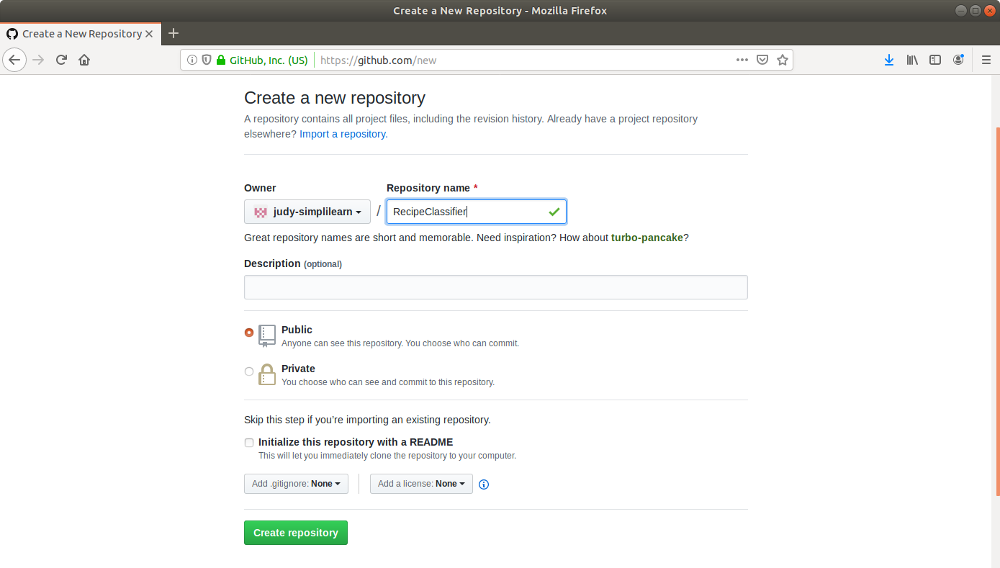 Create a New Repository - Mozilla Firefox
Create a New Repository
GitHub, Inc. (US)
https://github.com/new
Create a new repository
A repository contains all project files, including the revision history. Already have a project repository
elsewhere? Import a repository.
Owner
Repository name *
judy-simplilearn
/
RecipeClassifier
Great repository names are short and memorable. Need inspiration? How about turbo-pancake?
Description (optional)
Public
Anyone can see this repository. You choose who can commit.
Private
You choose who can see and commit to this repository.
Skip this step if you're importing an existing repository.
Initialize this repository with a README
This will let you immediately clone the repository to your computer.
Add .gitignore: None
Add a license: None
Create repository